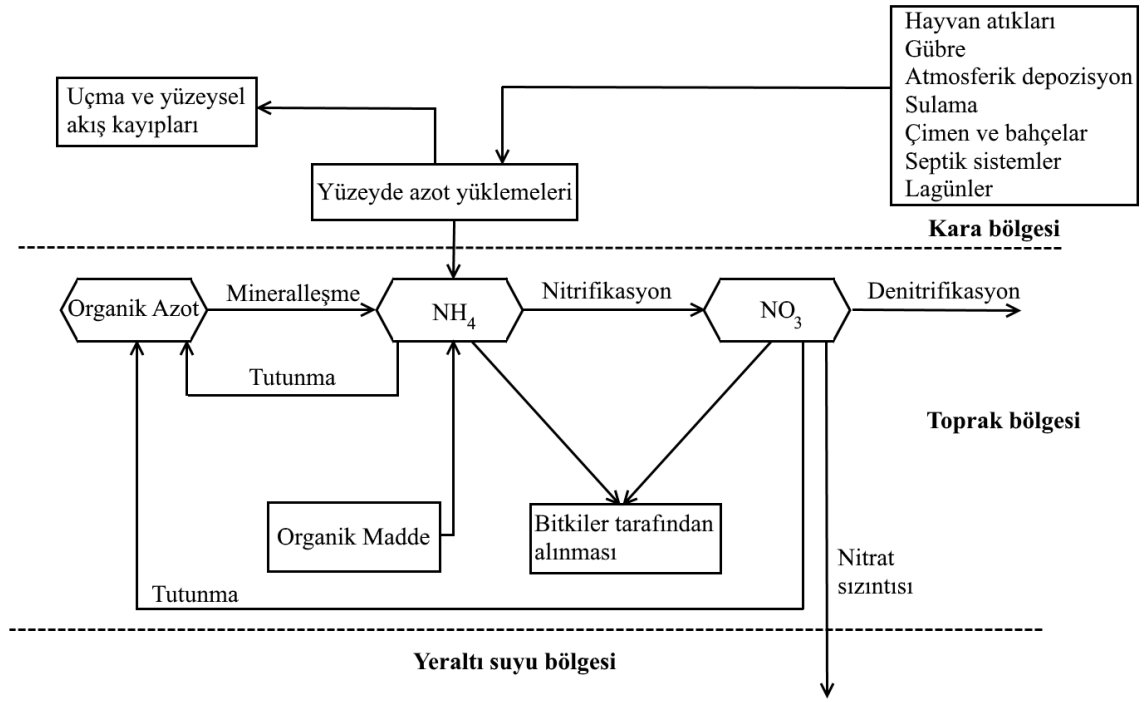 Hayvan atıkları
Gübre
Atmosferik depozisyon
Sulama
Çimen ve bahçelar
Septik sistemler
Lagünler
Uçma ve yüzeysel
akış kayıpları
Yüzeyde azot yüklemeleri
Kara bölgesi
Organik Azot
Mineralleşme
NH4
Nitrifikasyon
NO3
Denitrifikasyon
Tutunma
Toprak bölgesi
Organik Madde
Bitkiler tarafından
alınması
Nitrat
sızıntısı
Tutunma
Yeraltı suyu bölgesi